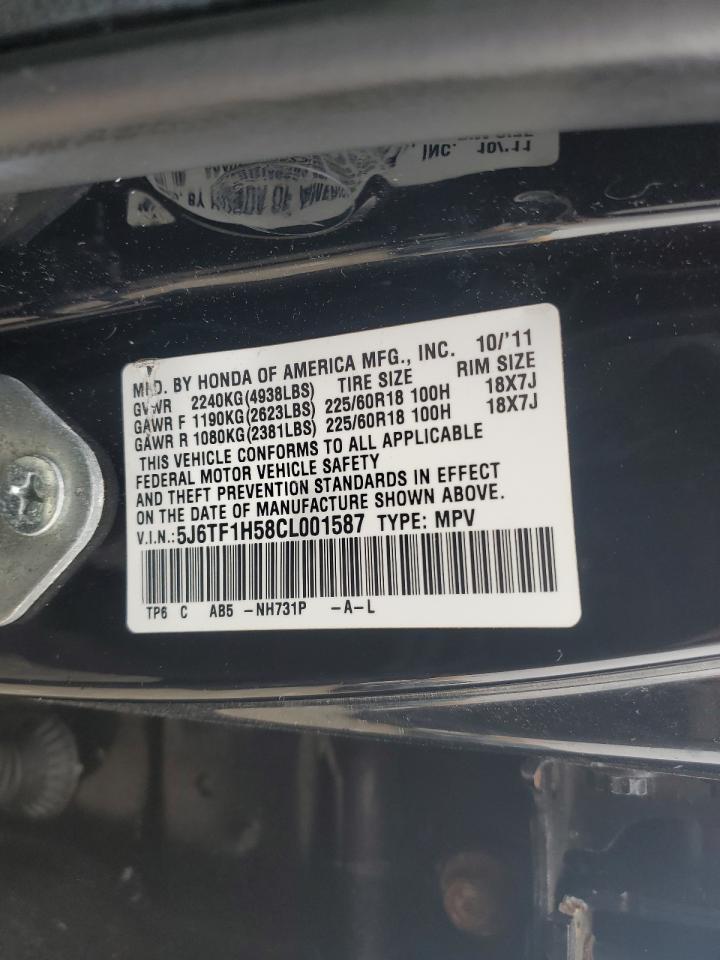 INC. 10/'11
MFD. BY HONDA OF AMERICA MFG., INC. 10/'11
TIRE SIZE RIM SIZE
GVWR 2240KG(4938LBS)
GAWR F 1190KG(2623LBS) 225/60R18 100H 18X7J
GAWR R 1080KG(2381LBS) 225/60R18 100H 18X7J
THIS VEHICLE CONFORMS TO ALL APPLICABLE
FEDERAL MOTOR VEHICLE SAFETY
AND THEFT PREVENTION STANDARDS IN EFFECT
ON THE DATE OF MANUFACTURE SHOWN ABOVE.
V.I.N.:5J6TF1H58CL001587 TYPE: MPV
TP6 C AB5 -NH731P -A-L